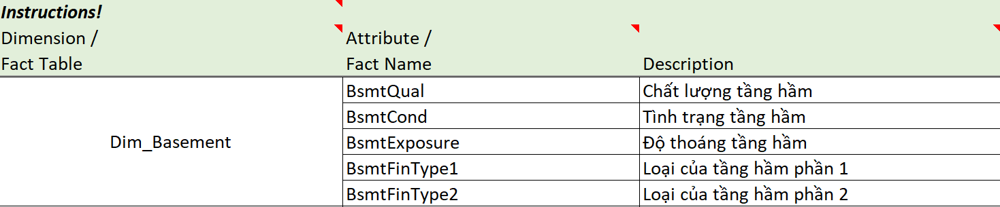 Instructions!
Dimension / Attribute /
Fact Table Fact Name Description
BsmtQual Chất lượng tầng hầm
BsmtCond Tình trạng tầng hầm
Dim_Basement BsmtExposure Độ thoáng tầng hầm
BsmtFinType1 Loại của tầng hầm phần 1
BsmtFinType2 Loại của tầng hầm phần 2